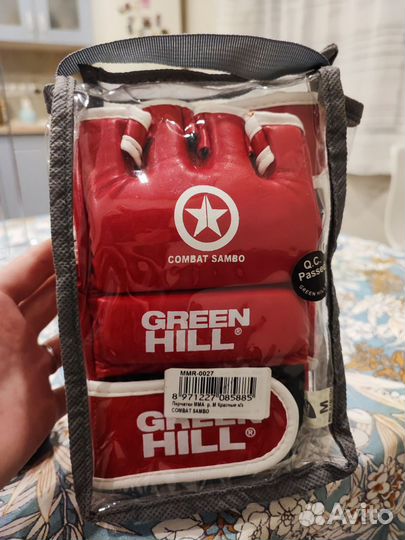 COMBAT SAMBO
Q.C.
Passed
GREEN HILL
GREEN
HILL®
MMR-0027
8 971227 085885
Перчатки MMA р. M Красные к/з
COMBAT SAMBO
GREEN
HILL®
M
Avito